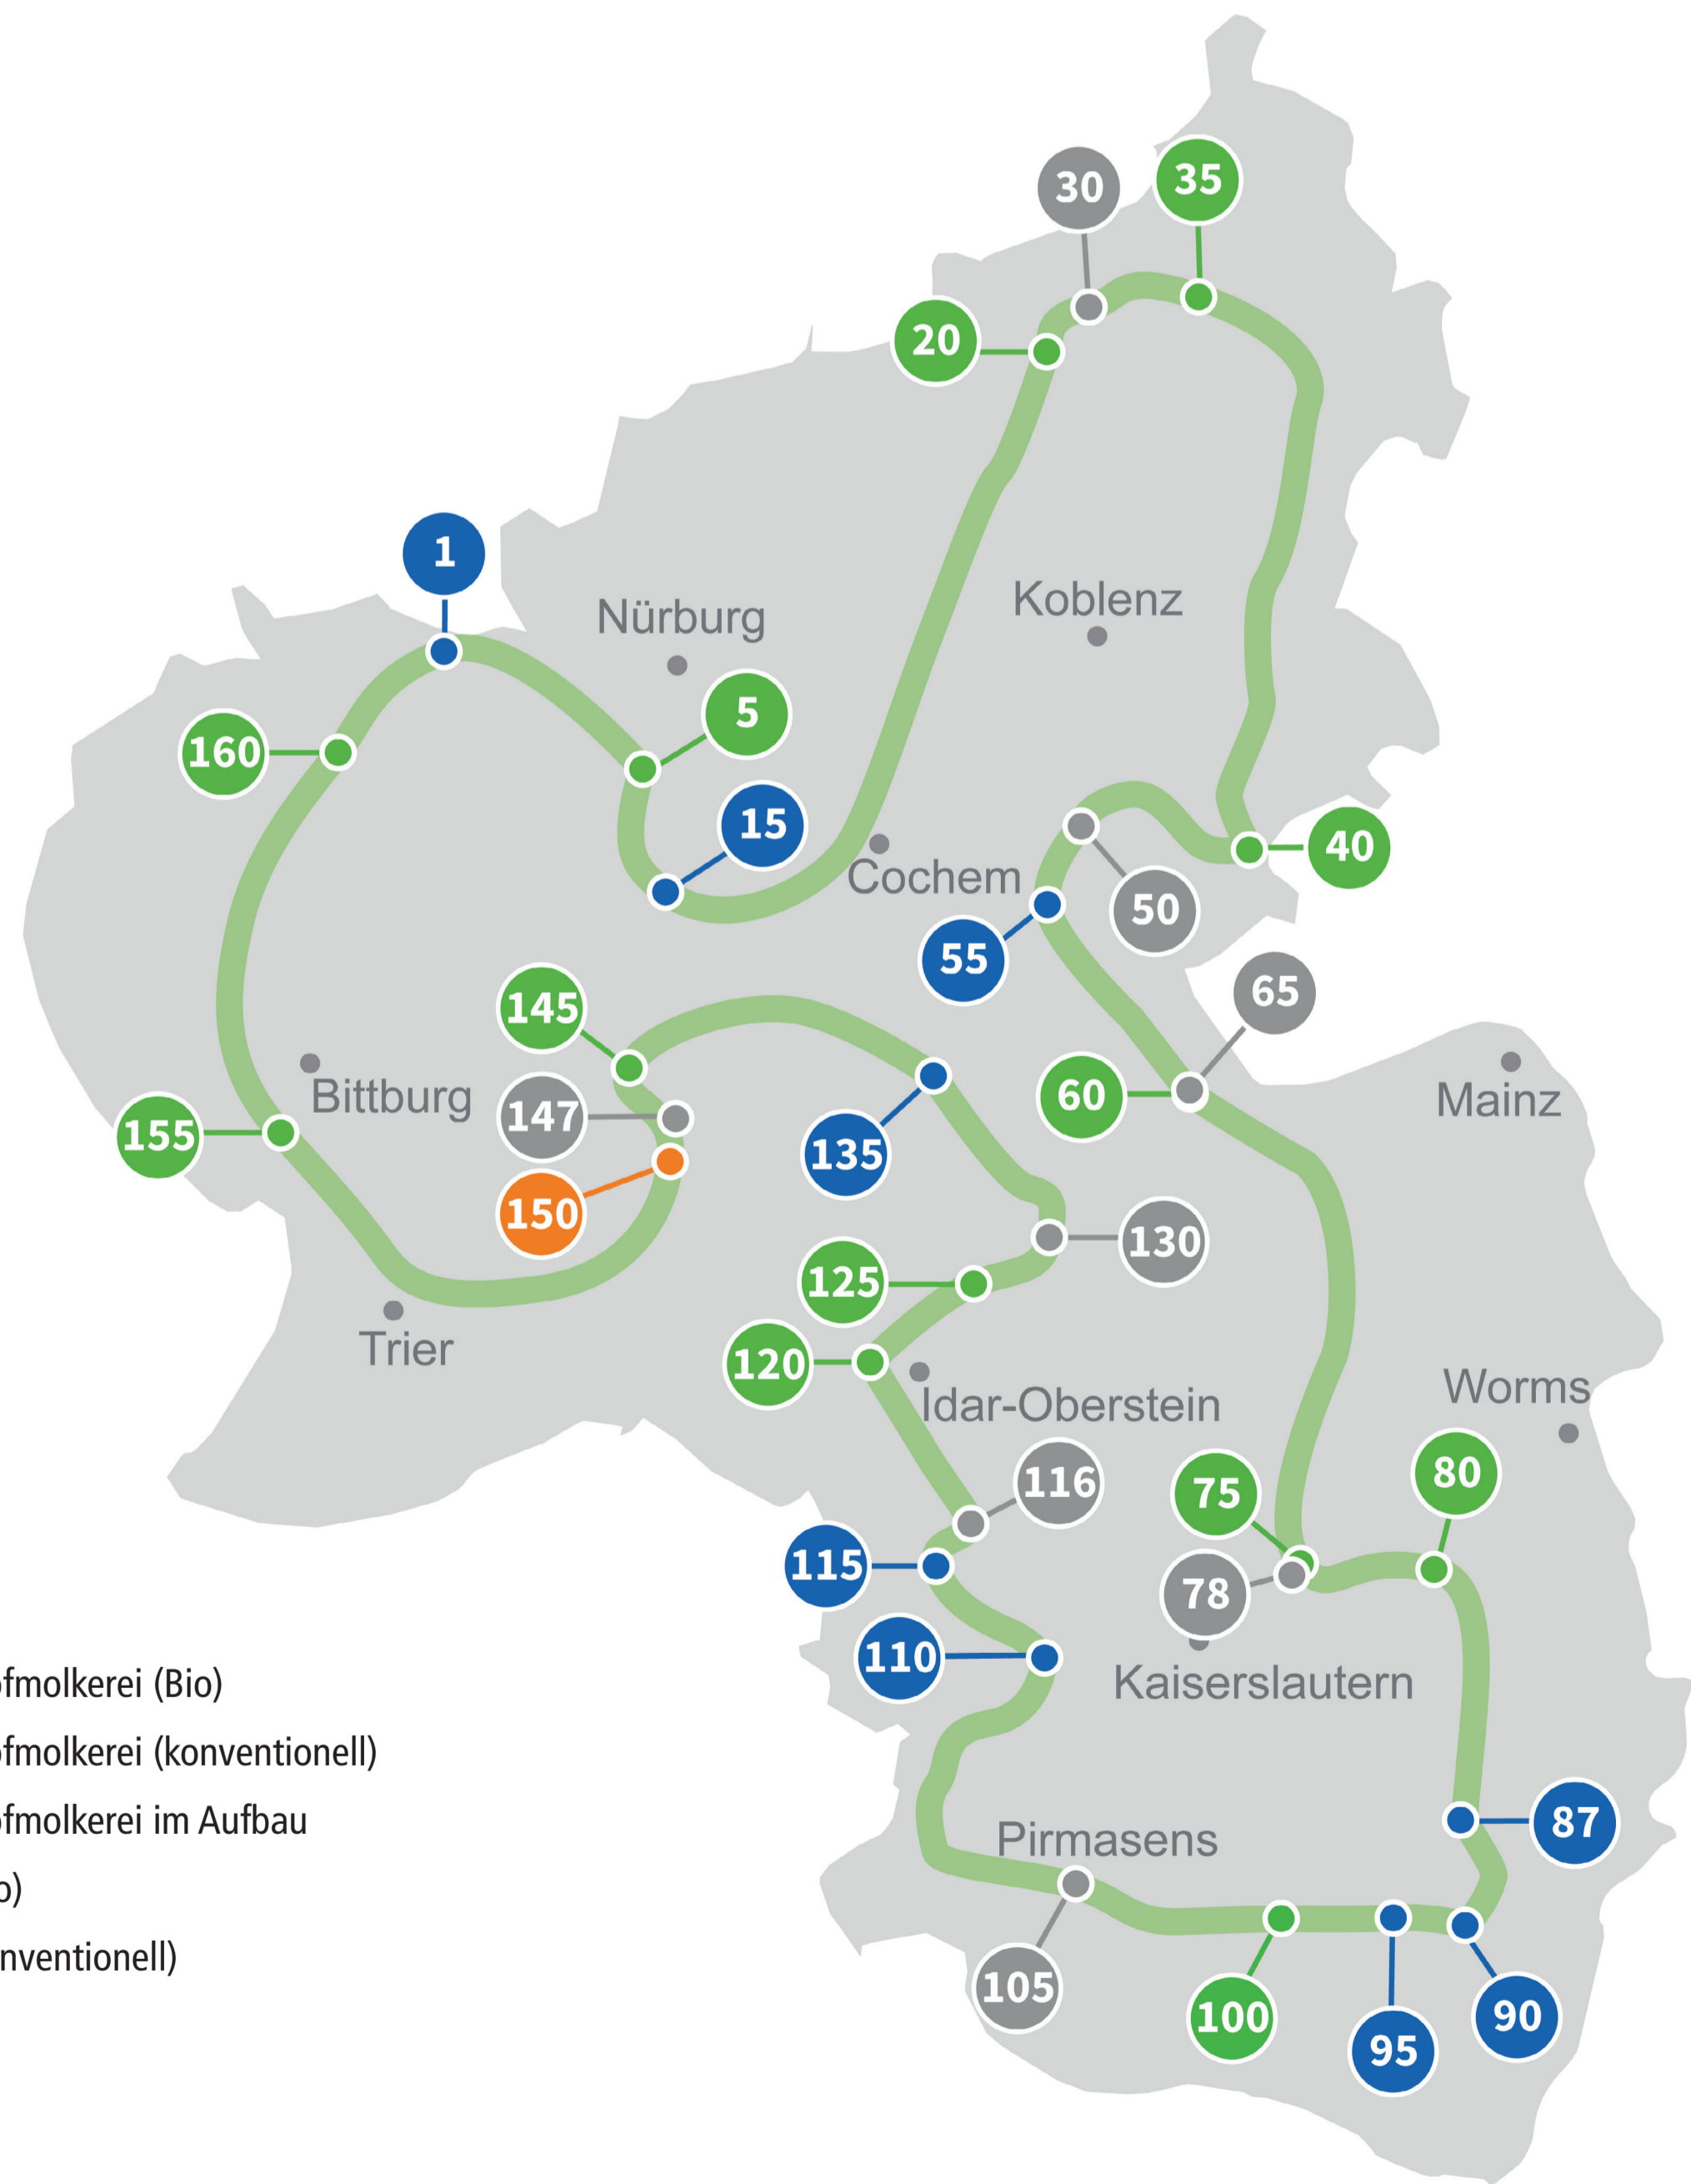 35
30
20
1
Koblenz
Nürburg
5
160
15
40
Cochem
50
55
65
145
60
Mainz
Bittburg
147
155
135
150
130
125
Trier
120
Idar-Oberstein
Worms
80
116
75
115
78
110
Kaiserslautern
fmolkerei (Bio)
fmolkerei (konventionell)
fmolkerei im Aufbau
o)
nventionell)
87
Pirmasens
105
100
90
95